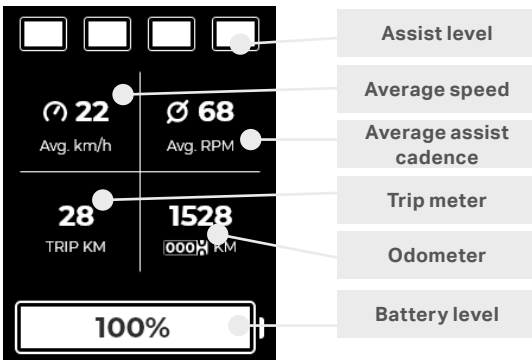 Assist level
22
68
Average speed
Avg. km/h
Avg. RPM
Average assist
cadence
28
1528
Trip meter
TRIP KM
000 KM
Odometer
100%
Battery level